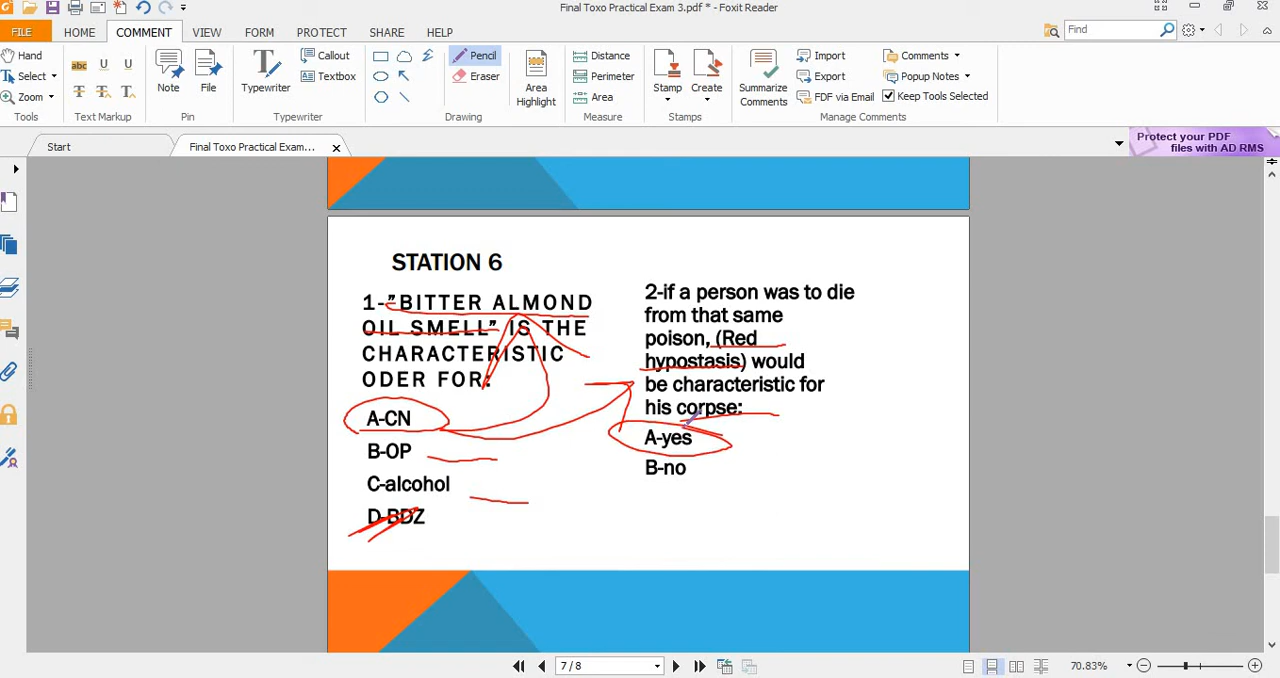 Final Toxo Practical Exam 3.pdf * - Foxit Reader
FILE
HOME
COMMENT
VIEW
FORM
PROTECT
SHARE
HELP
Find
Hand
Select
Zoom
Tools
abc
U
U
T
T
T
Text Markup
Note
File
Pin
Typewriter
Callout
Textbox
Typewriter
Pencil
Eraser
Area
Highlight
Drawing
Distance
Perimeter
Area
Measure
Stamp
Create
Stamps
Summarize
Comments
Import
Export
FDF via Email
Comments
Popup Notes
Keep Tools Selected
Manage Comments
Start
Final Toxo Practical Exam...
Protect your PDF
files with AD RMS
STATION 6
1-"BITTER ALMOND
OIL SMELL" IS THE
CHARACTERISTIC
ODER FOR:
A-CN
B-OP
C-alcohol
D-BDZ
2-if a person was to die
from that same
poison, (Red
hypostasis) would
be characteristic for
his corpse:
A-yes
B-no
7 / 8
70.83%